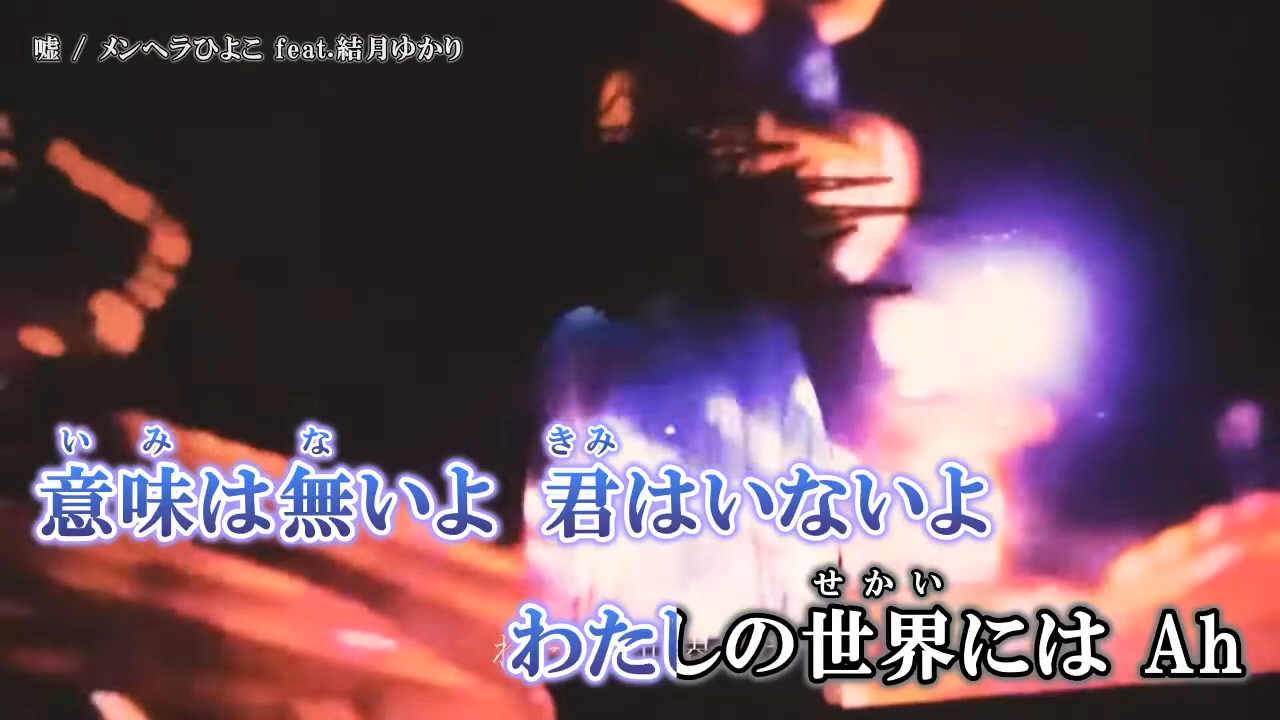 嘘 / メンヘラひよこ feat.結月ゆかり
い み な きみ
意味は無いよ 君はいないよ
せ か い
わたしの世界には Ah